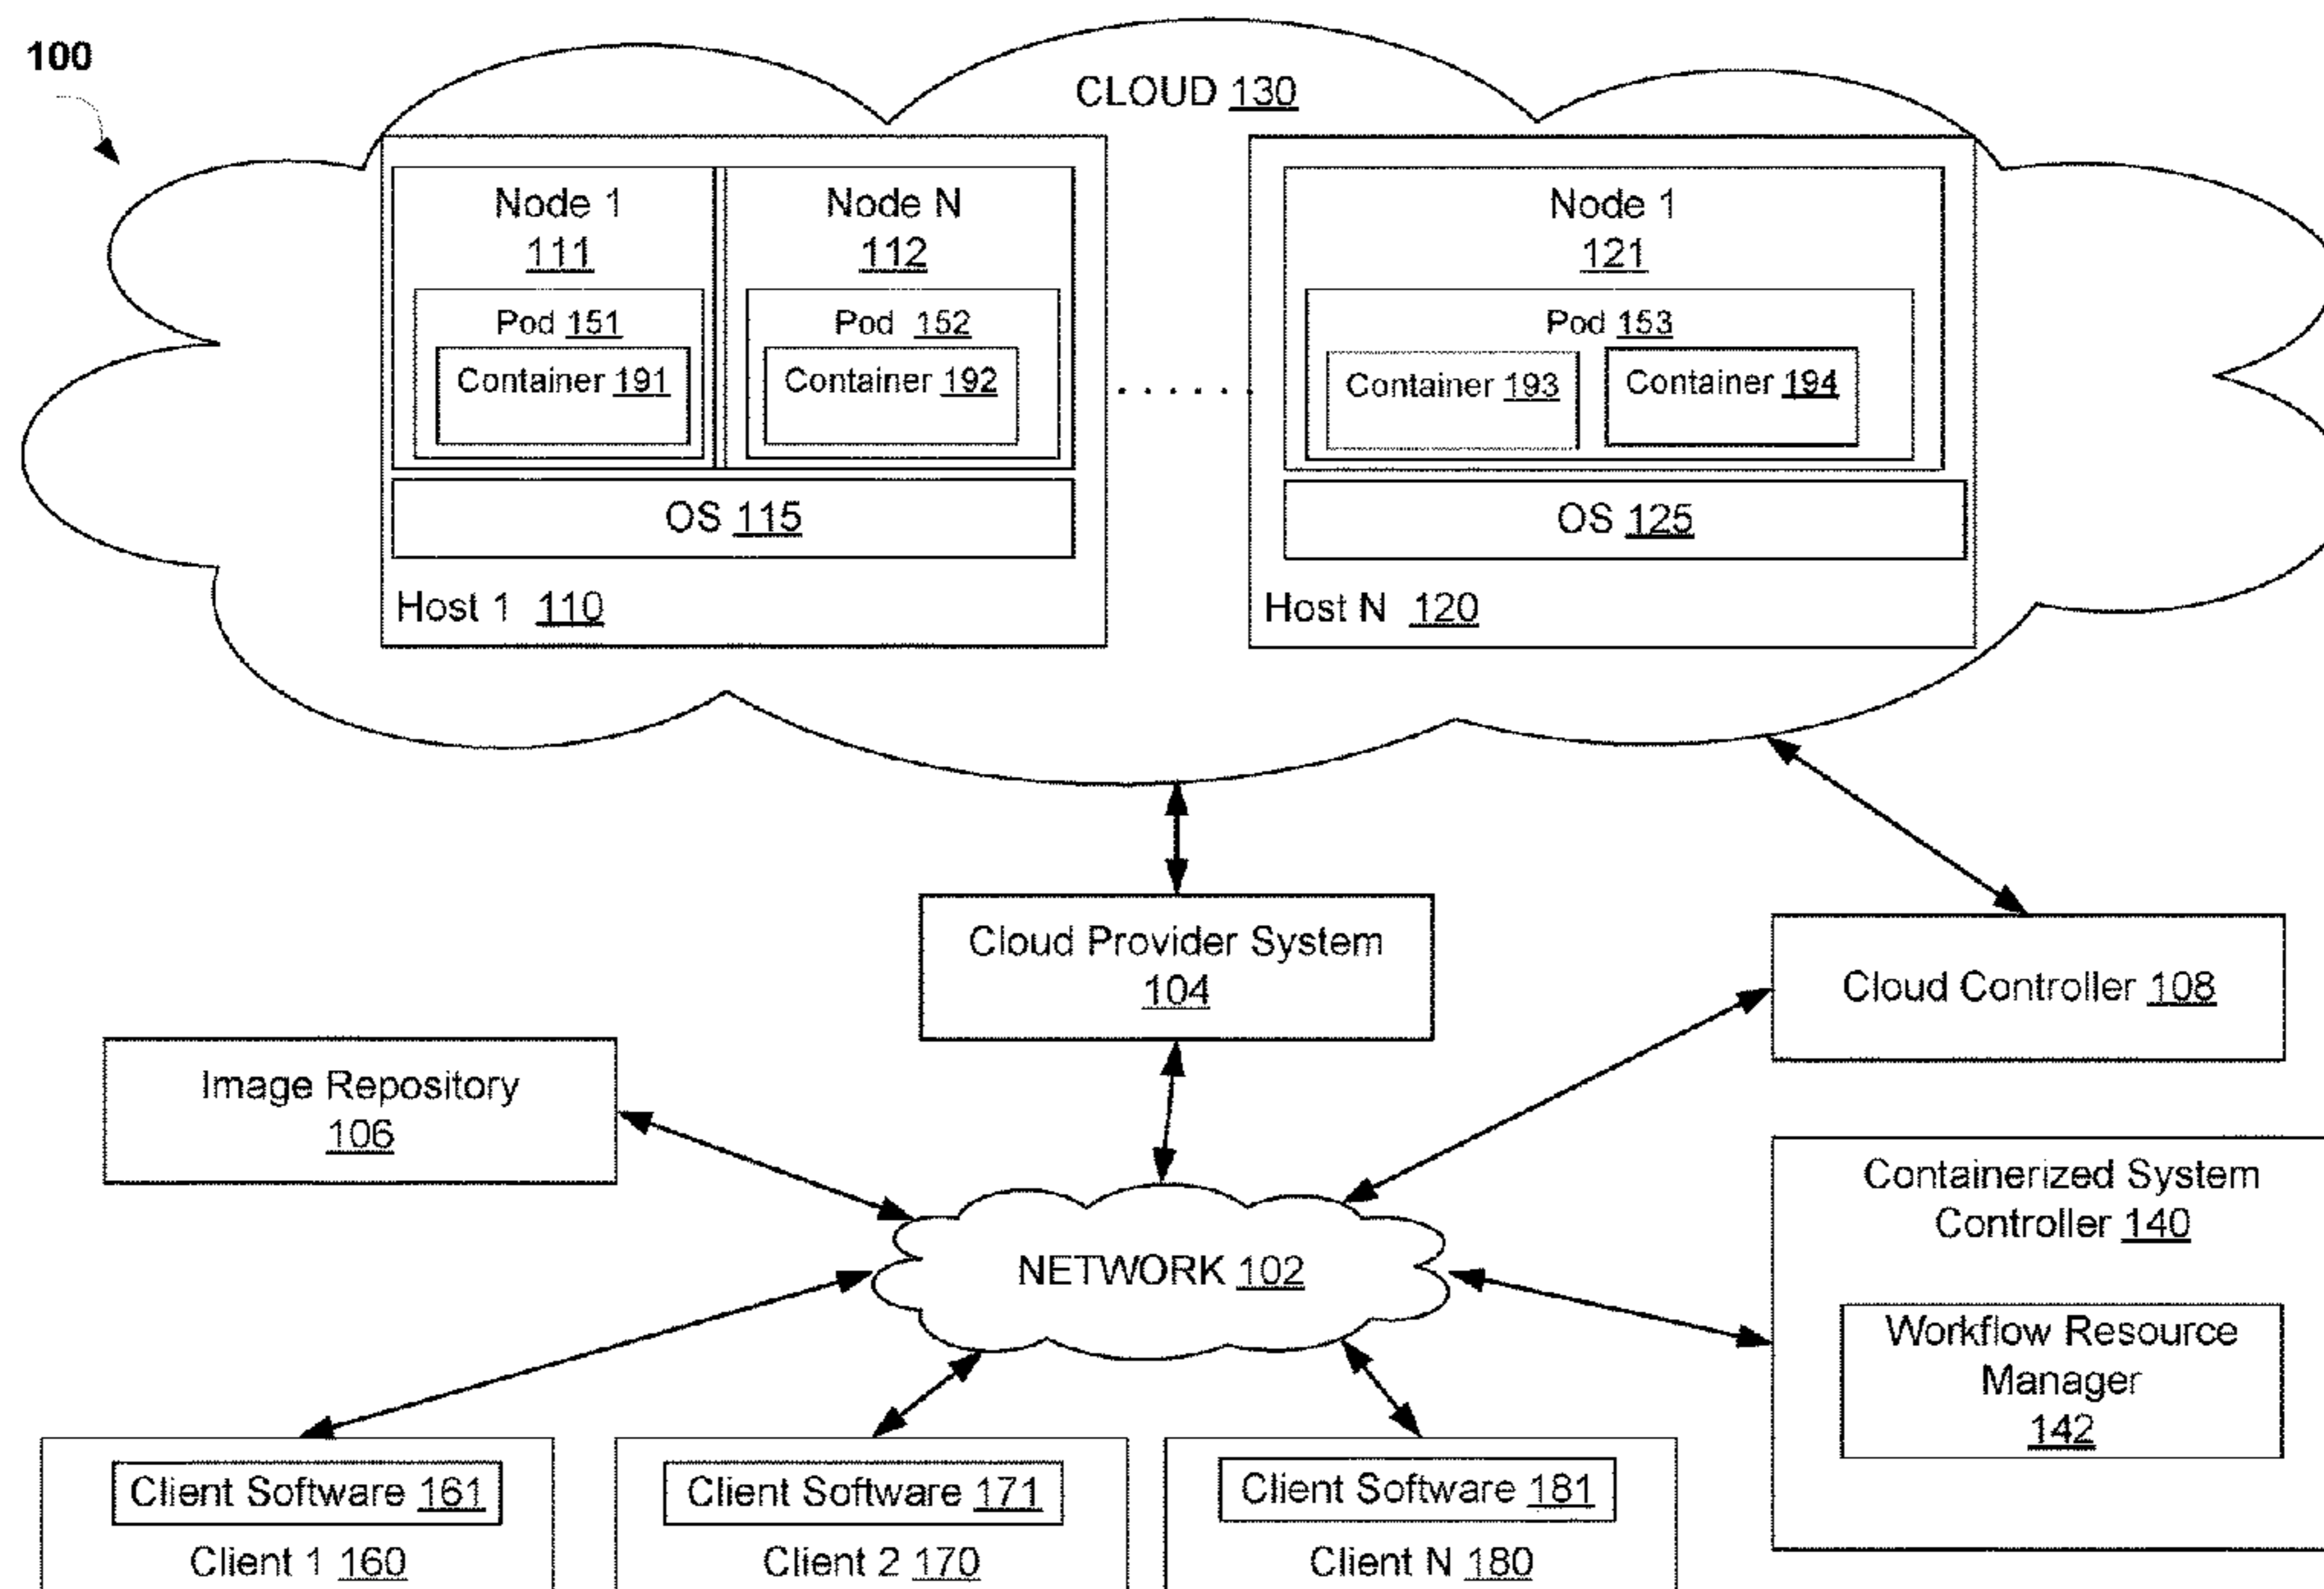 100
CLOUD 130
Node 1
111
Pod 151
Container 191
Node N
112
Pod 152
Container 192
OS 115
Host 1 110
......
Node 1
121
Pod 153
Container 193
Container 194
OS 125
Host N 120
Cloud Provider System
104
Cloud Controller 108
Image Repository
106
NETWORK 102
Containerized System
Controller 140
Workflow Resource
Manager
142
Client Software 161
Client 1 160
Client Software 171
Client 2 170
Client Software 181
Client N 180